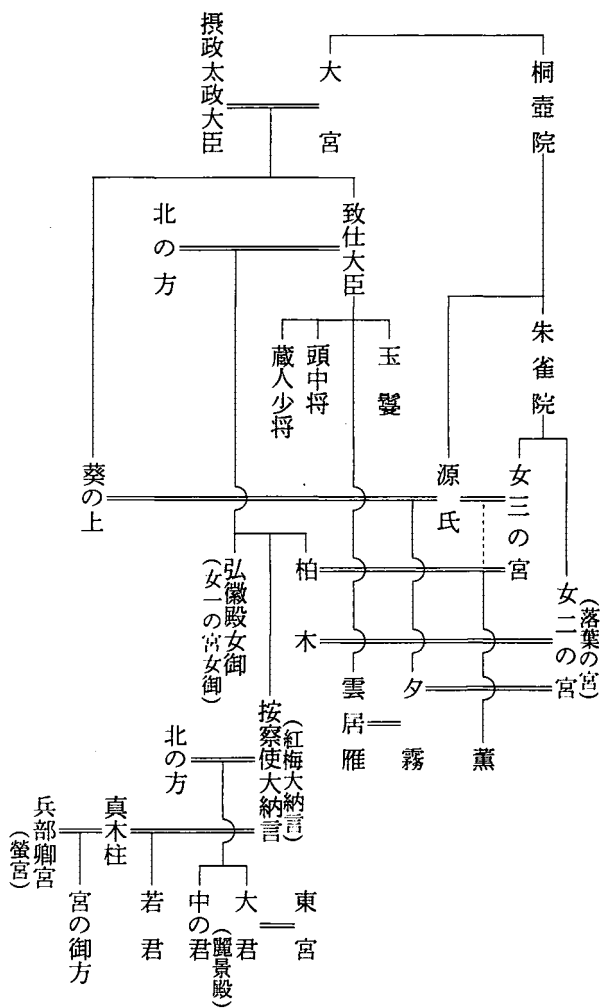 桐壺院
大宮
摂政太政大臣
致仕大臣
北の方
朱雀院
玉鬘
頭中将
蔵人少将
女三の宮
源氏
葵の上
女二の宮
(落葉の宮)
柏木
弘徽殿女御
(女一の宮女御)
薫
夕霧
雲居雁
按察使大納言
(紅梅大納言)
北の方
真木柱
兵部卿宮
(螢宮)
東宮
大君
(麗景殿)
中の君
若君
宮の御方